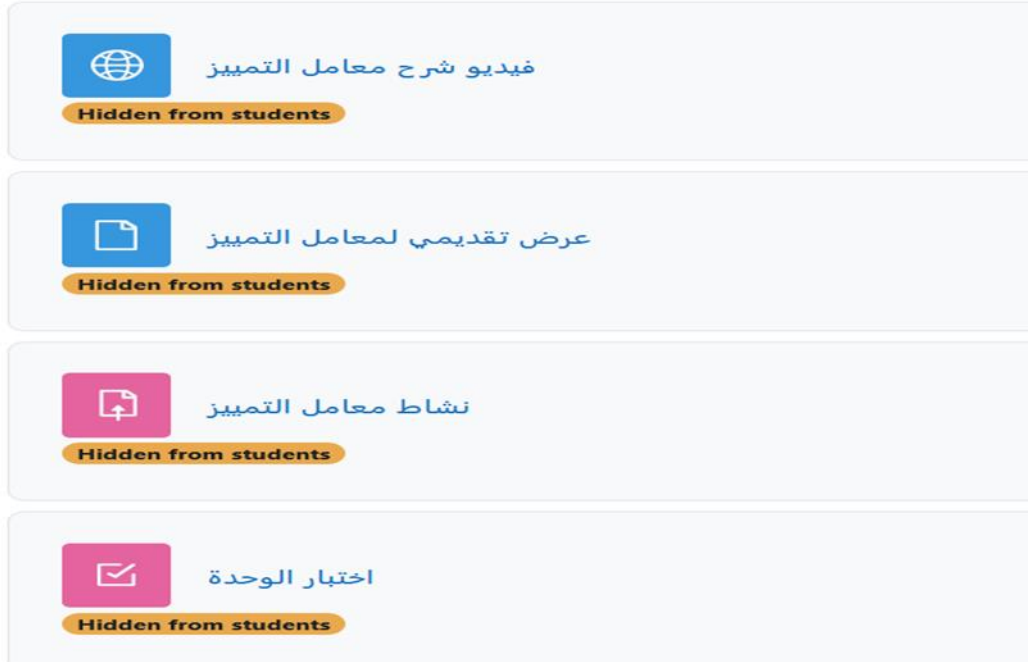 فيديو شرح معامل التمييز
Hidden from students
عرض تقديمي لمعامل التمييز
Hidden from students
نشاط معامل التمييز
Hidden from students
اختبار الوحدة
Hidden from students